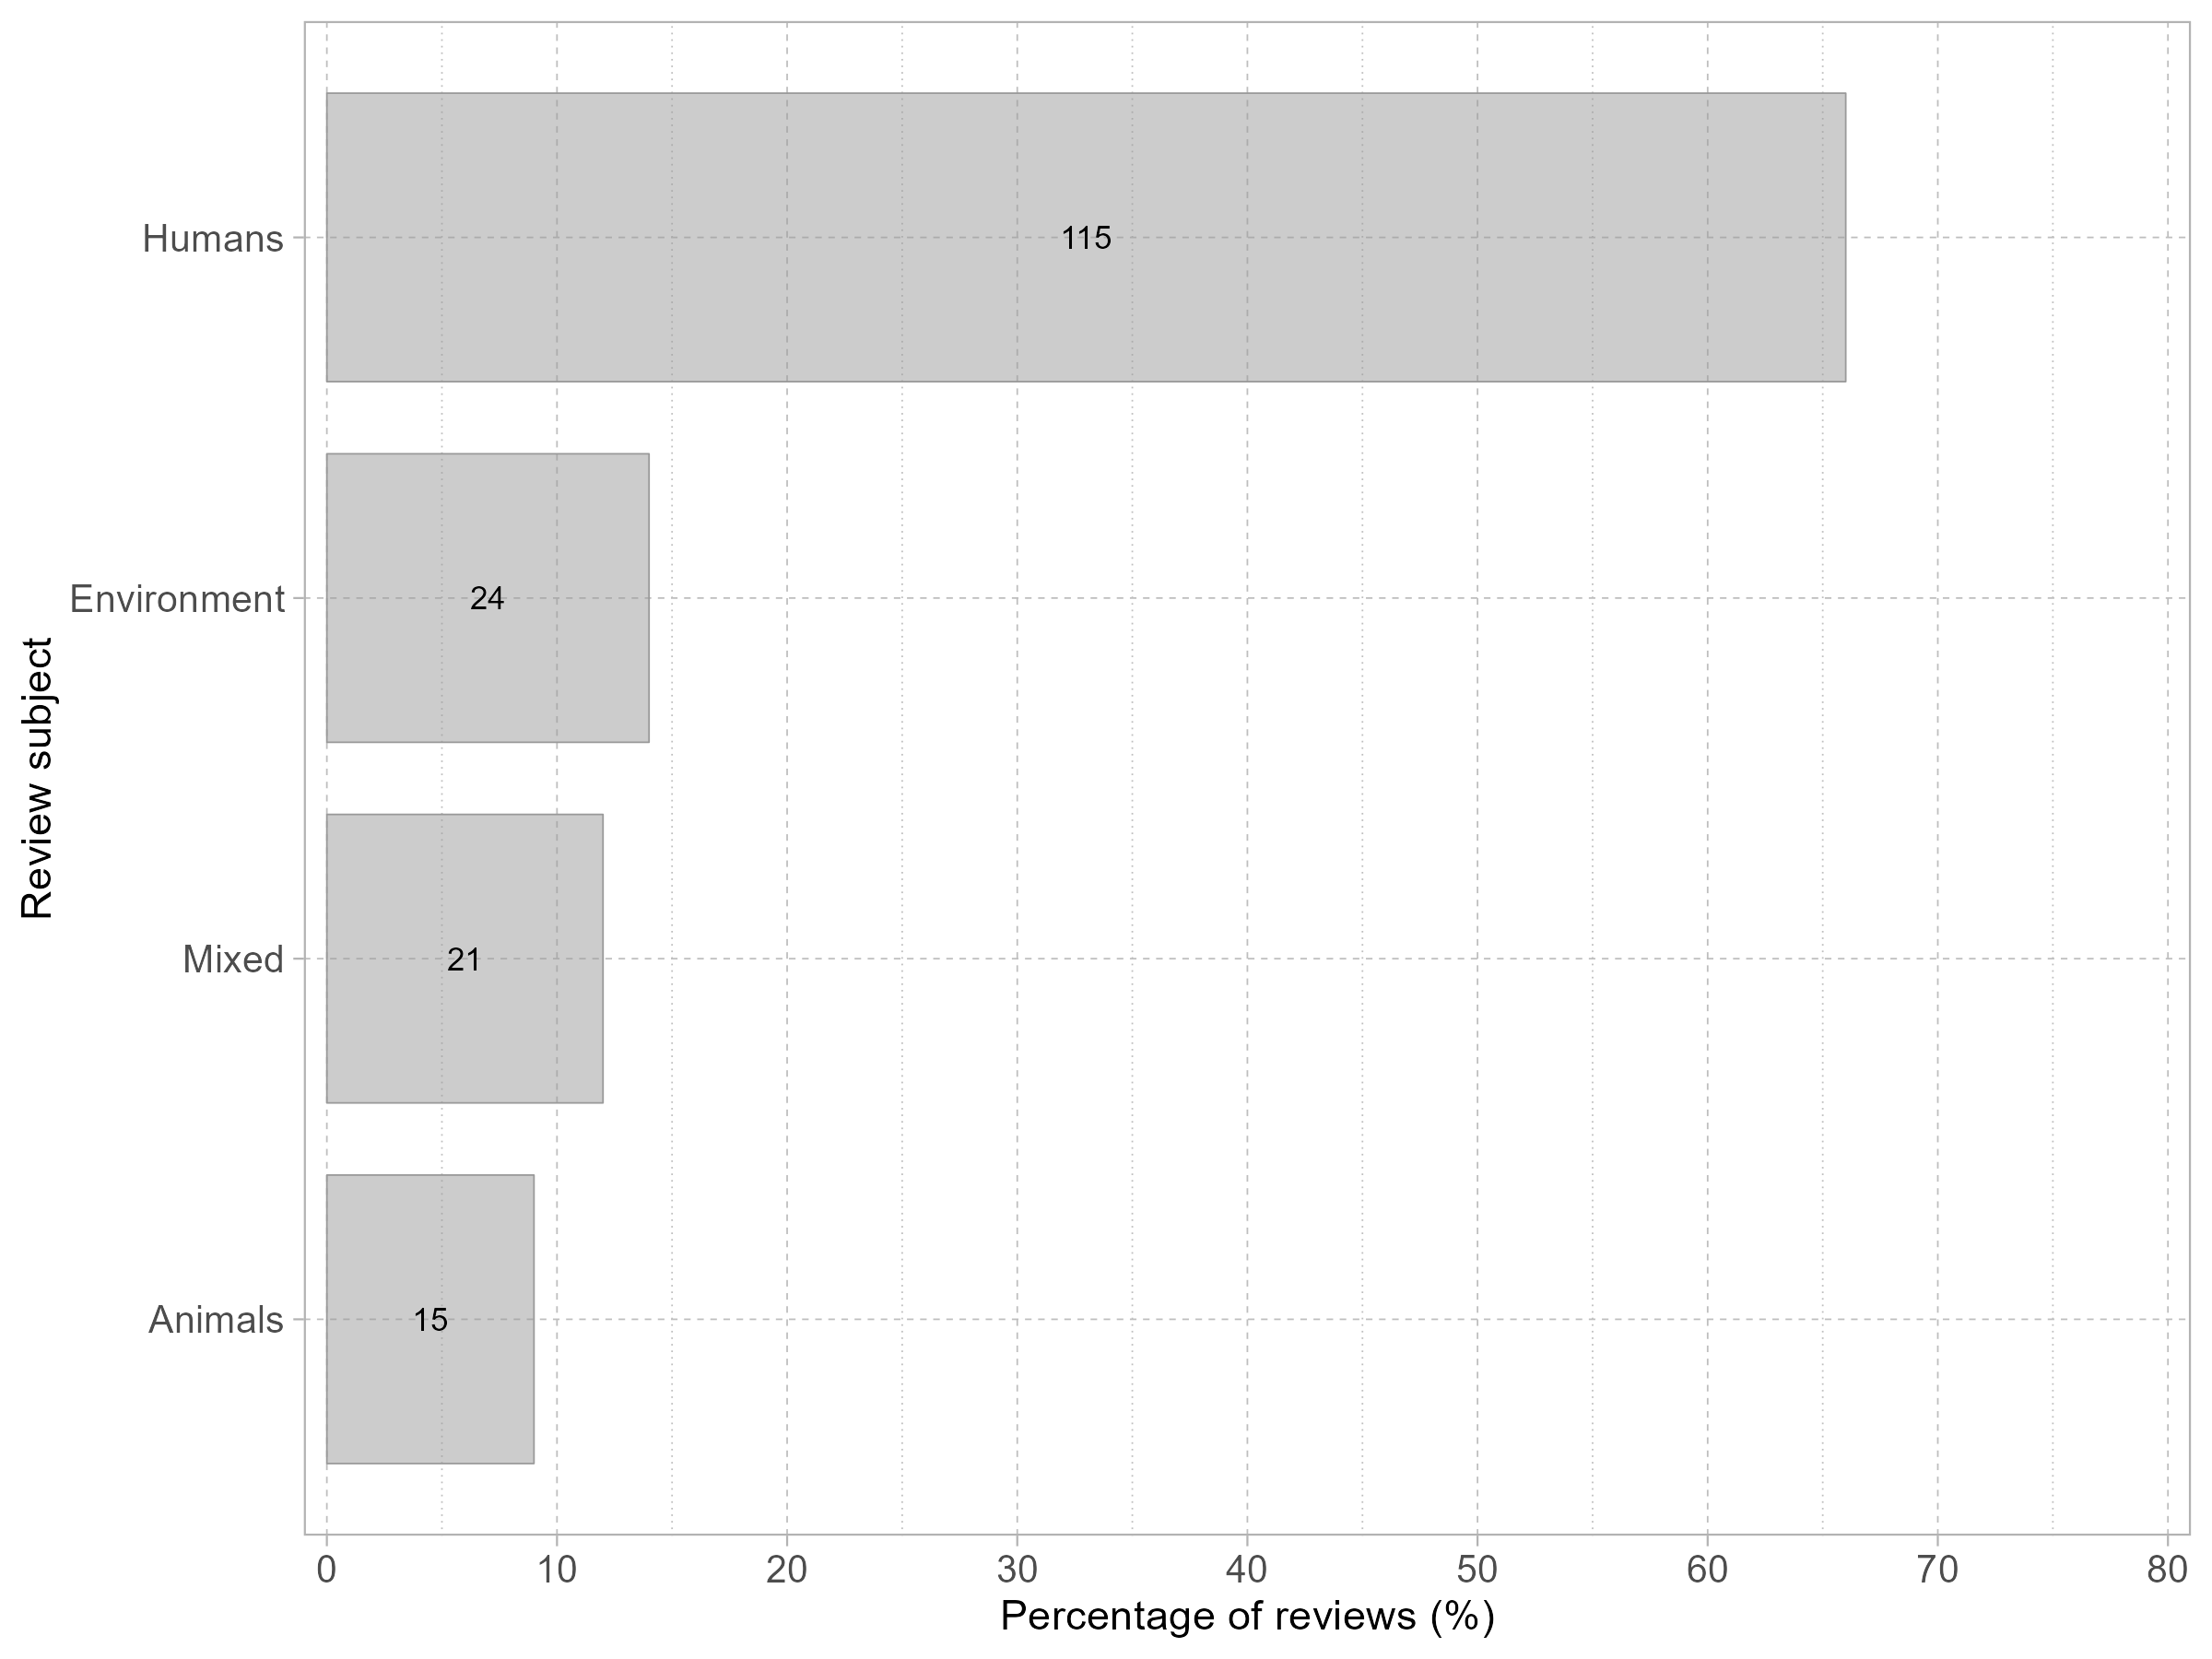 Review subject
Humans
115
Environment
24
Mixed
21
Animals
15
0 10 20 30 40 50 60 70 80
Percentage of reviews (%)